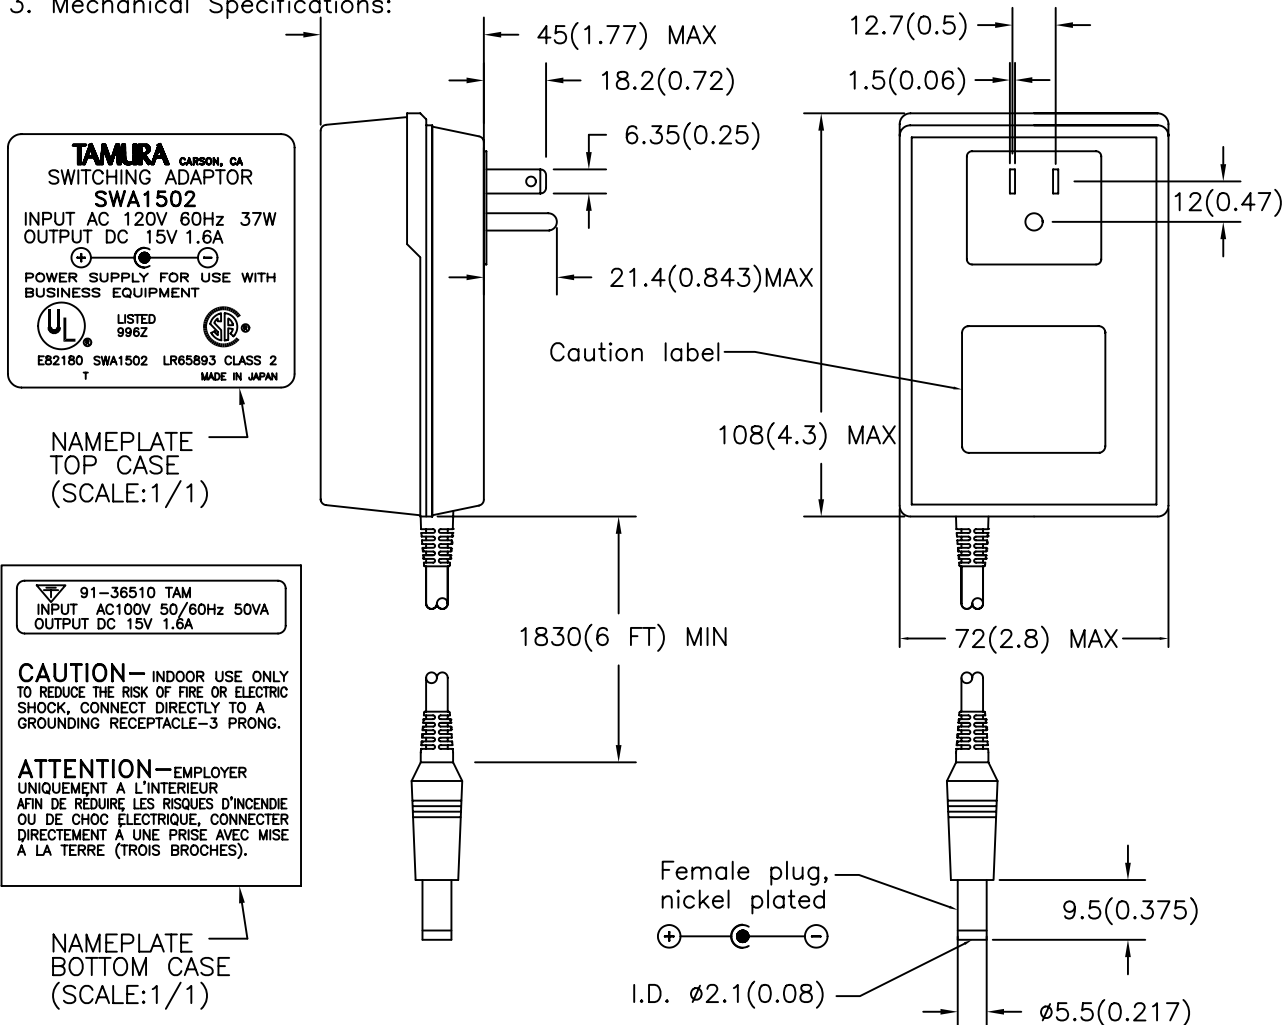 3. Mechanical Specifications:
45(1.77) MAX
18.2(0.72)
6.35(0.25)
21.4(0.843)MAX
12.7(0.5)
1.5(0.06)
12(0.47)
TAMURA CARSON, CA
SWITCHING ADAPTOR
SWA1502
INPUT AC 120V 60Hz 37W
OUTPUT DC 15V 1.6A
+ −
POWER SUPPLY FOR USE WITH
BUSINESS EQUIPMENT
UL ® LISTED
996Z
SA ®
E82180 SWA1502 LR65893 CLASS 2
T MADE IN JAPAN
NAMEPLATE
TOP CASE
(SCALE:1/1)
Caution label
108(4.3) MAX
1830(6 FT) MIN
72(2.8) MAX
T 91-36510 TAM
INPUT AC100V 50/60Hz 50VA
OUTPUT DC 15V 1.6A
CAUTION— INDOOR USE ONLY
TO REDUCE THE RISK OF FIRE OR ELECTRIC
SHOCK, CONNECT DIRECTLY TO A
GROUNDING RECEPTACLE-3 PRONG.
ATTENTION—EMPLOYER
UNIQUEMENT A L'INTERIEUR
AFIN DE RÉDUIRE LES RISQUES D'INCENDIE
OU DE CHOC ÉLECTRIQUE, CONNECTER
DIRECTEMENT À UNE PRISE AVEC MISE
À LA TERRE (TROIS BROCHES).
NAMEPLATE
BOTTOM CASE
(SCALE:1/1)
Female plug,
nickel plated
+ −
I.D. ø2.1(0.08)
9.5(0.375)
ø5.5(0.217)